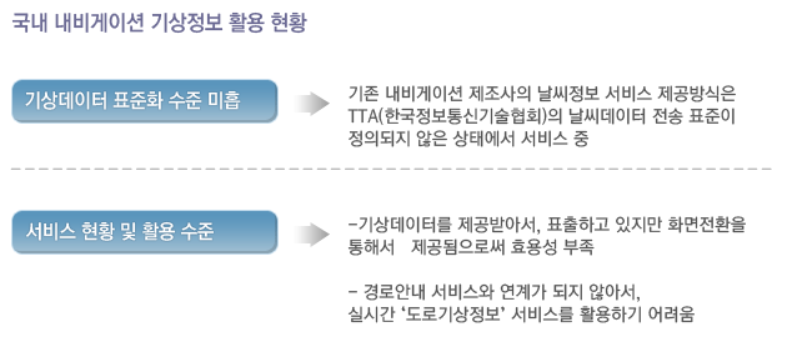 국내 내비게이션 기상정보 활용 현황
기상데이터 표준화 수준 미흡
기존 내비게이션 제조사의 날씨정보 서비스 제공방식은
TTA(한국정보통신기술협회)의 날씨데이터 전송 표준이
정의되지 않은 상태에서 서비스 중
서비스 현황 및 활용 수준
-기상데이터를 제공받아서, 표출하고 있지만 화면전환을
통해서 제공됨으로써 효용성 부족
- 경로안내 서비스와 연계가 되지 않아서,
실시간 ‘도로기상정보’ 서비스를 활용하기 어려움